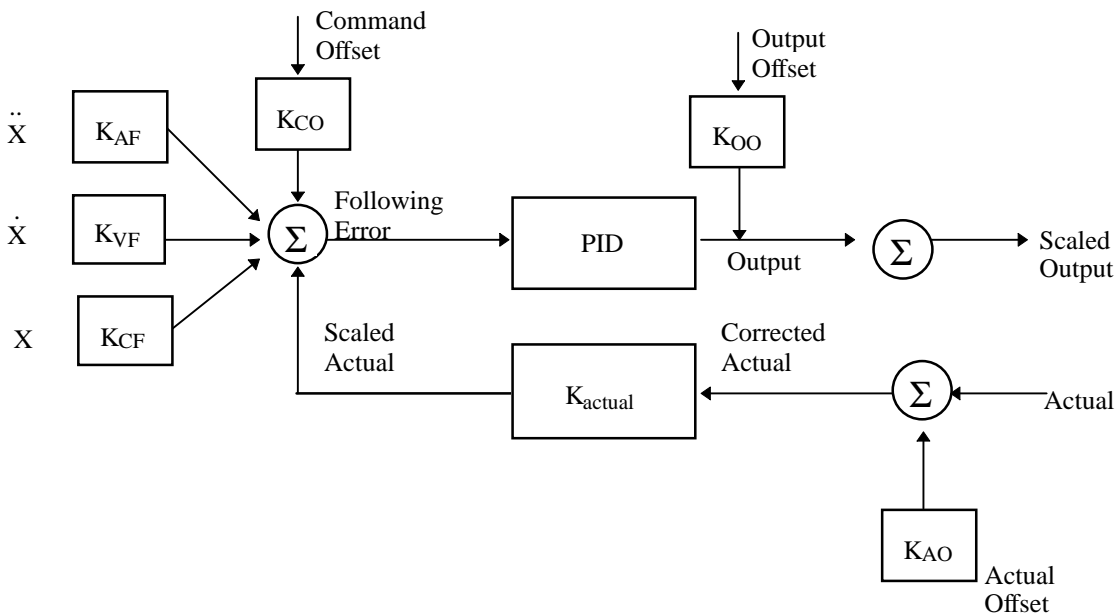 Command
Offset
Output
Offset
K_CO
Ẍ
K_AF
K_OO
Following
Error
Ẋ
K_VF
Σ
PID
Σ
Scaled
Output
Output
X
K_CF
Scaled
Actual
Corrected
Actual
K_actual
Σ
Actual
K_AO
Actual
Offset